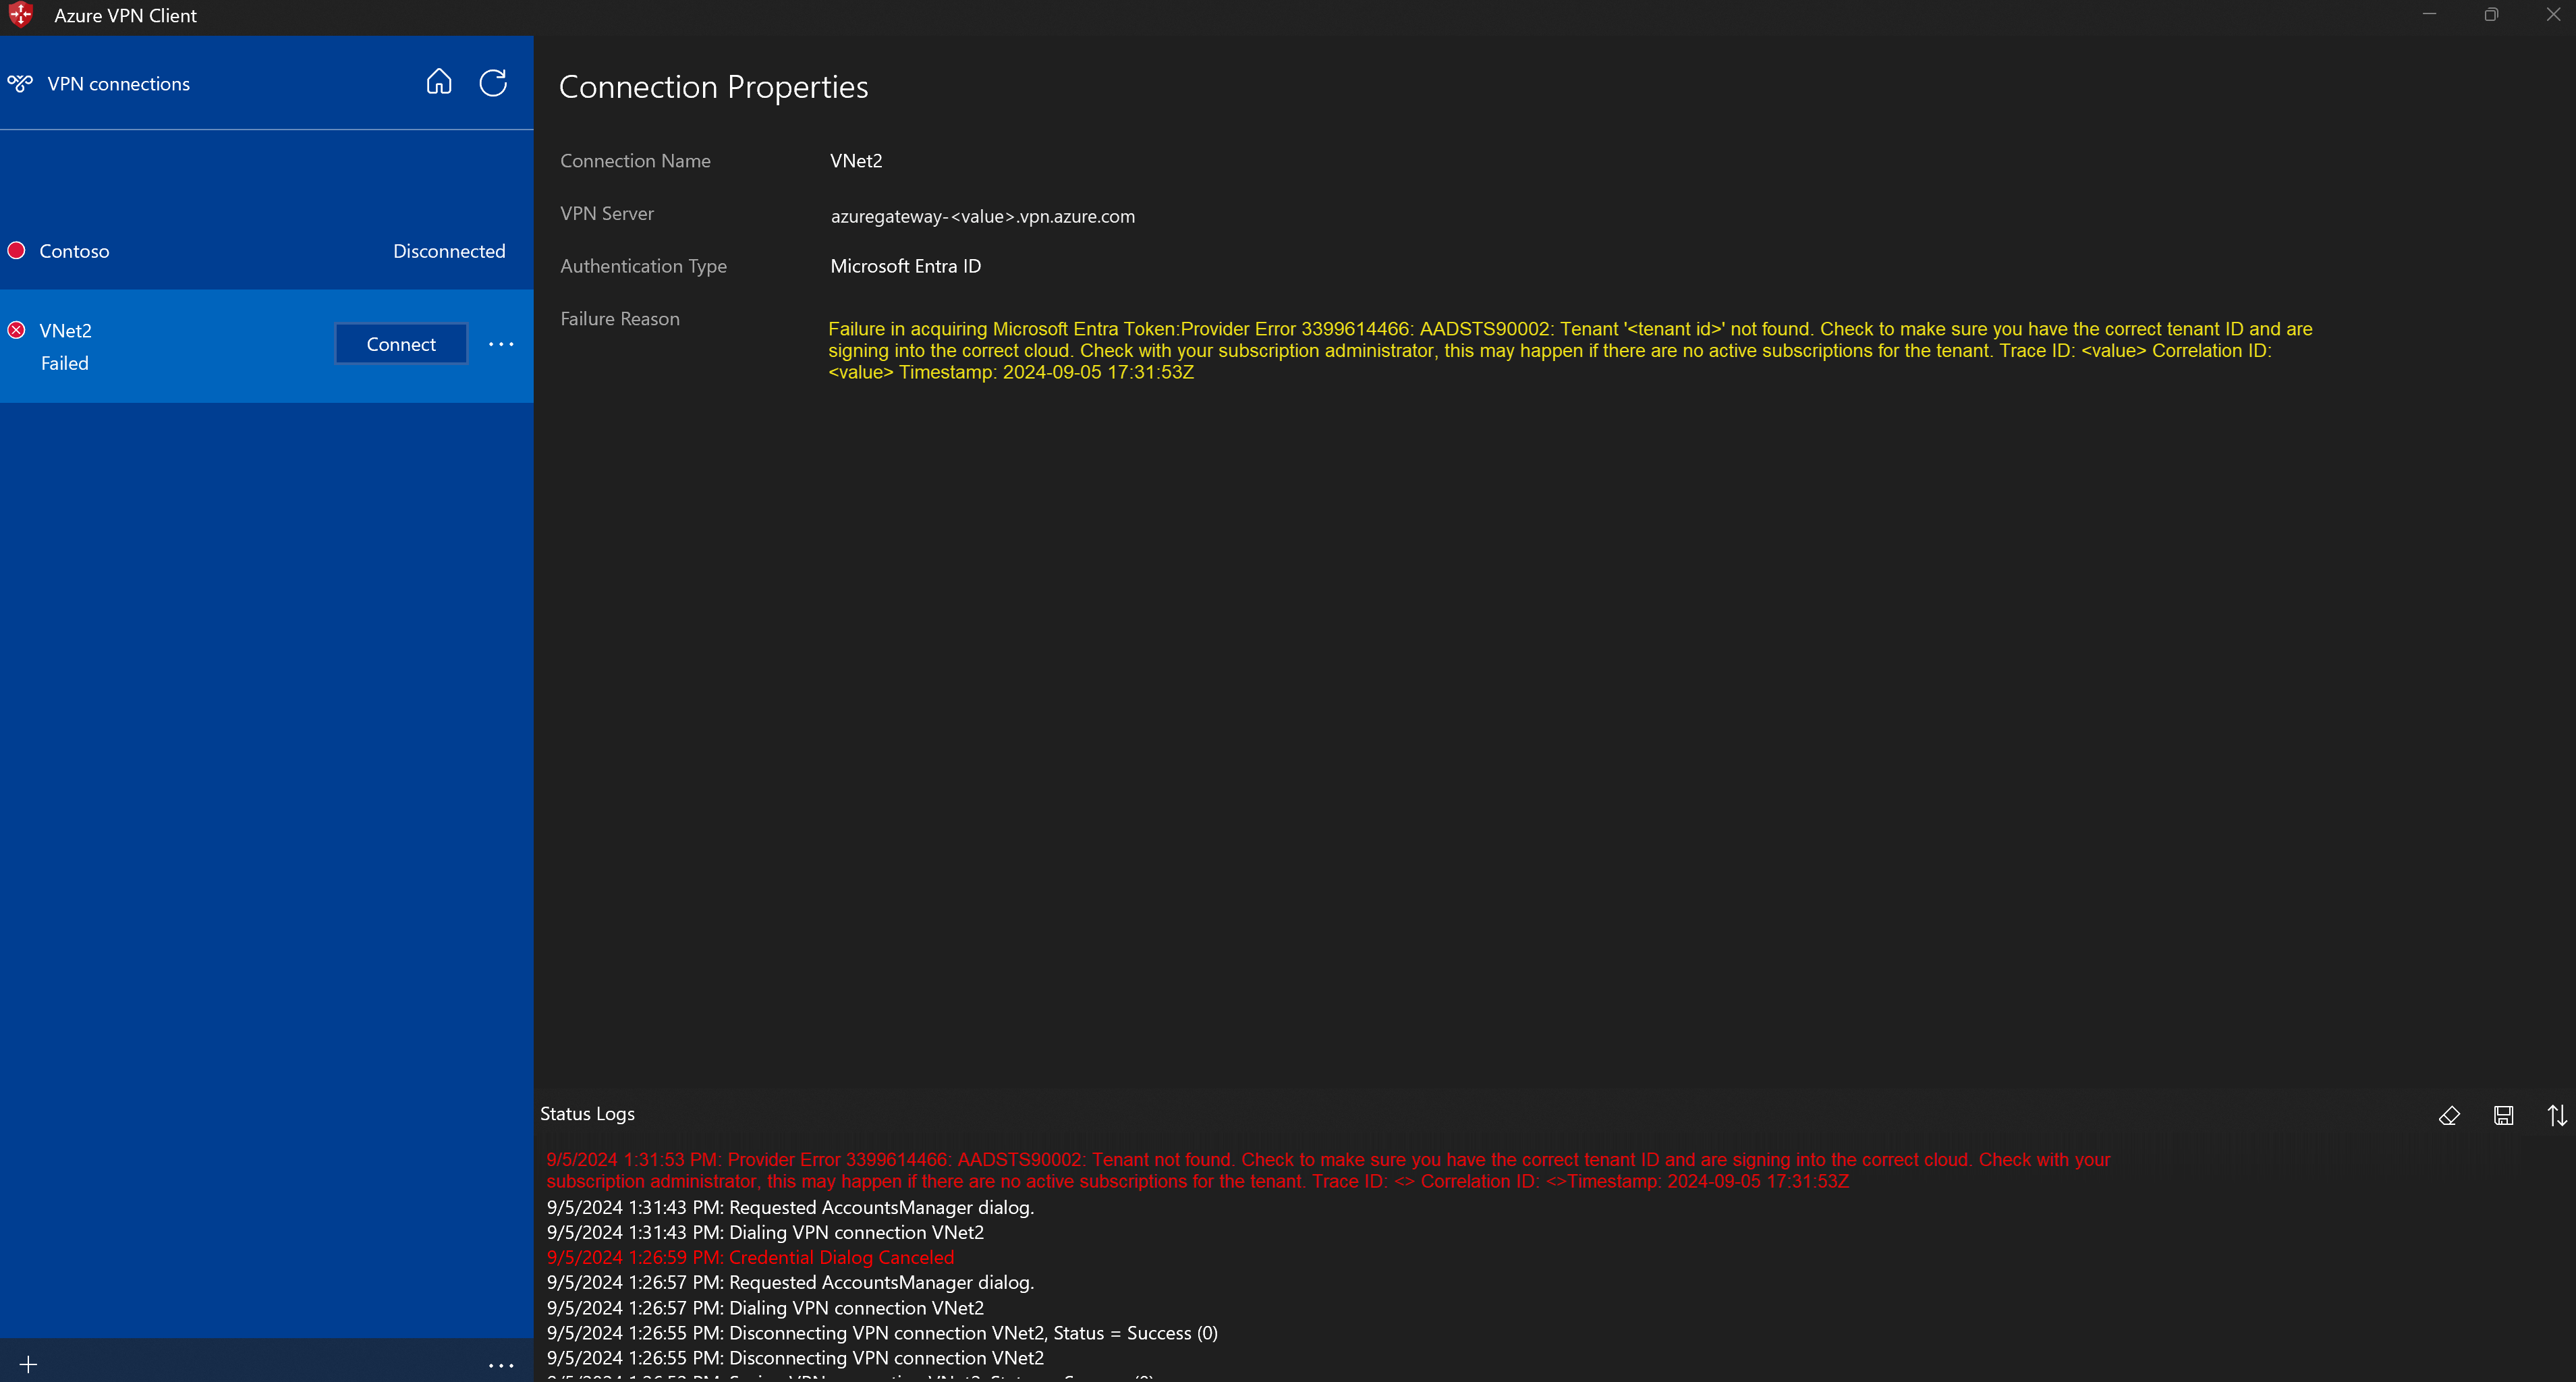 Azure VPN Client
VPN connections
Contoso Disconnected
VNet2
Failed
Connect
Connection Properties
Connection Name VNet2
VPN Server azuregateway-<value>.vpn.azure.com
Authentication Type Microsoft Entra ID
Failure Reason
Failure in acquiring Microsoft Entra Token:Provider Error 3399614466: AADSTS90002: Tenant '<tenant id>' not found. Check to make sure you have the correct tenant ID and are
signing into the correct cloud. Check with your subscription administrator, this may happen if there are no active subscriptions for the tenant. Trace ID: <value> Correlation ID:
<value> Timestamp: 2024-09-05 17:31:53Z
Status Logs
9/5/2024 1:31:53 PM: Provider Error 3399614466: AADSTS90002: Tenant not found. Check to make sure you have the correct tenant ID and are signing into the correct cloud. Check with your
subscription administrator, this may happen if there are no active subscriptions for the tenant. Trace ID: <> Correlation ID: <>Timestamp: 2024-09-05 17:31:53Z
9/5/2024 1:31:43 PM: Requested AccountsManager dialog.
9/5/2024 1:31:43 PM: Dialing VPN connection VNet2
9/5/2024 1:26:59 PM: Credential Dialog Canceled
9/5/2024 1:26:57 PM: Requested AccountsManager dialog.
9/5/2024 1:26:57 PM: Dialing VPN connection VNet2
9/5/2024 1:26:55 PM: Disconnecting VPN connection VNet2, Status = Success (0)
9/5/2024 1:26:55 PM: Disconnecting VPN connection VNet2